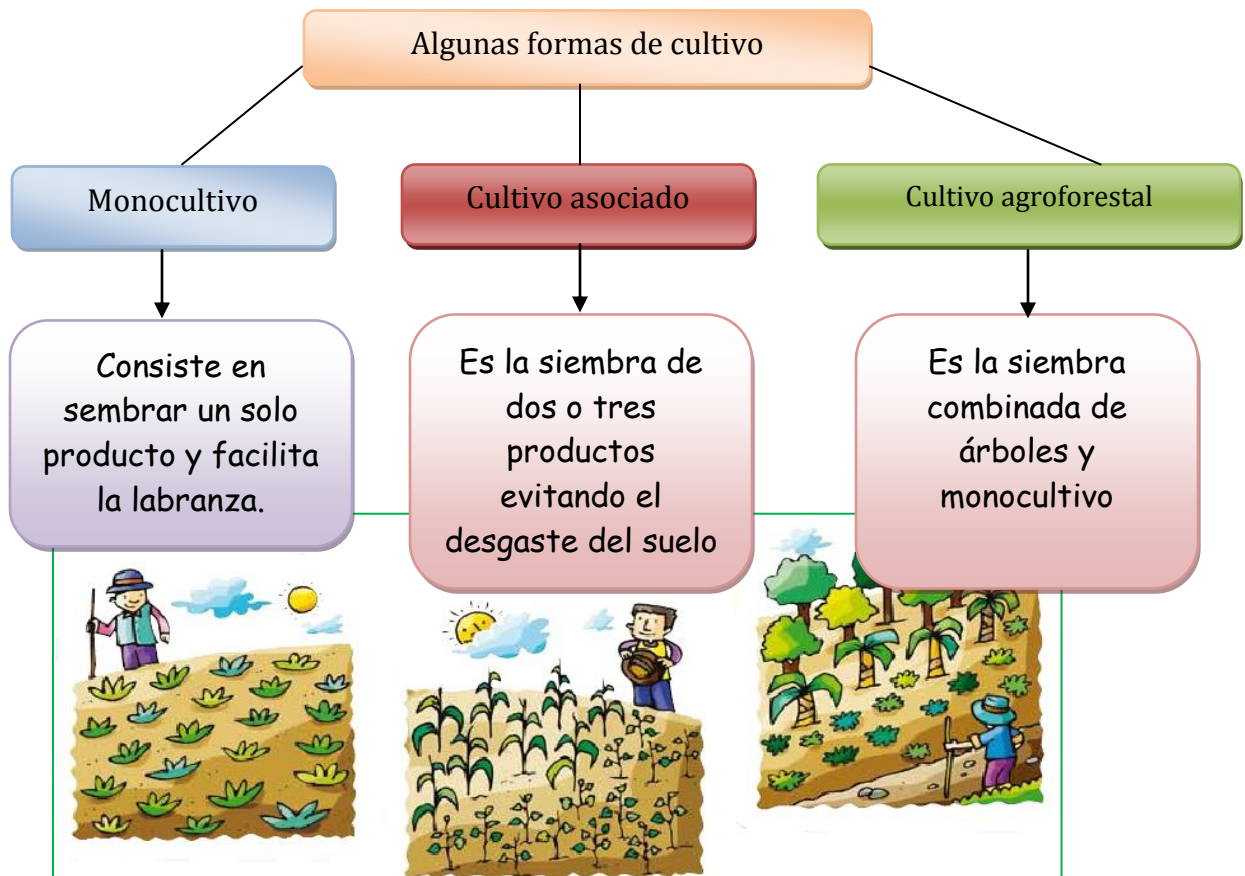 Algunas formas de cultivo
Monocultivo
Cultivo asociado
Cultivo agroforestal
Consiste en
sembrar un solo
producto y facilita
la labranza.
Es la siembra de
dos o tres
productos
evitando el
desgaste del suelo
Es la siembra
combinada de
árboles y
monocultivo